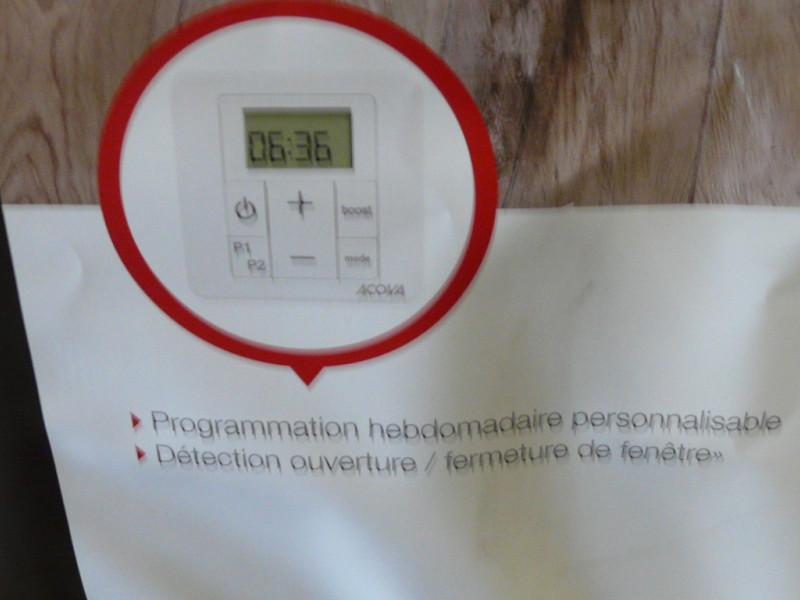 06:36
boost
P1
P2
mode
ACOVA
Programmation hebdomadaire personnalisable
Détection ouverture / fermeture de fenêtre»